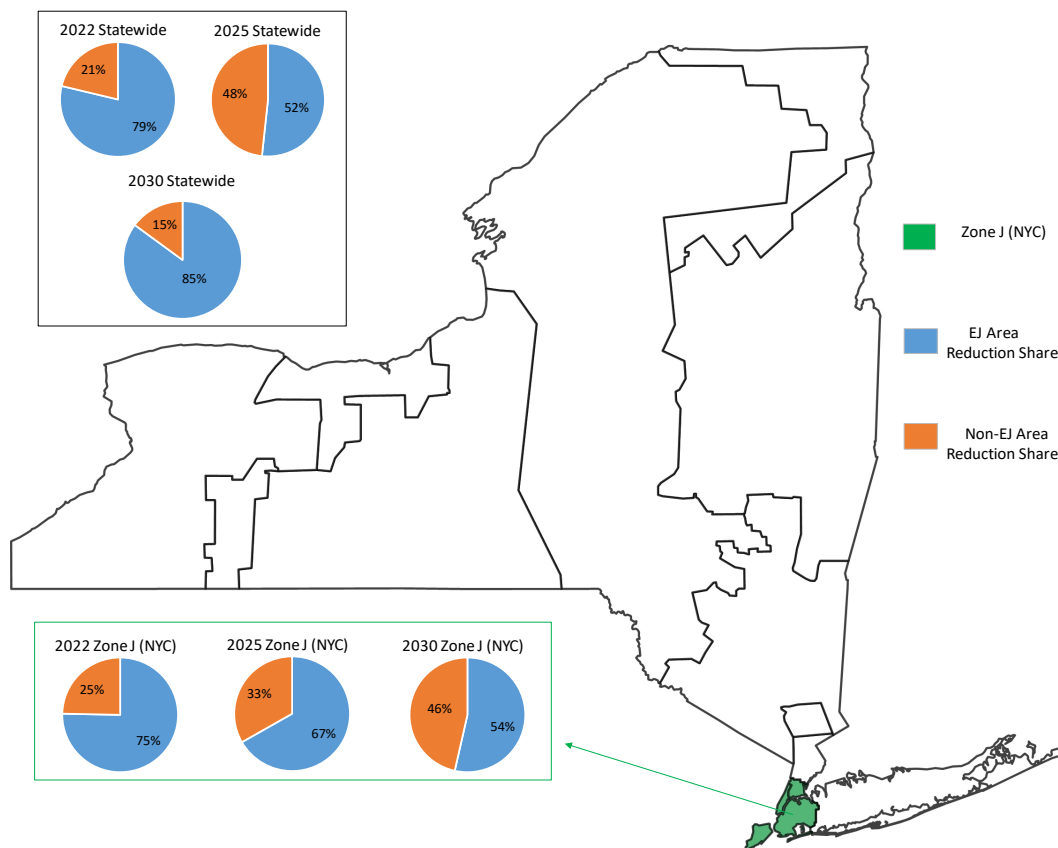 2022 Statewide
2025 Statewide
21%
79%
48%
52%
2030 Statewide
15%
85%
Zone J (NYC)
EJ Area
Reduction Share
Non-EJ Area
Reduction Share
2022 Zone J (NYC)
2025 Zone J (NYC)
2030 Zone J (NYC)
25%
75%
33%
67%
46%
54%